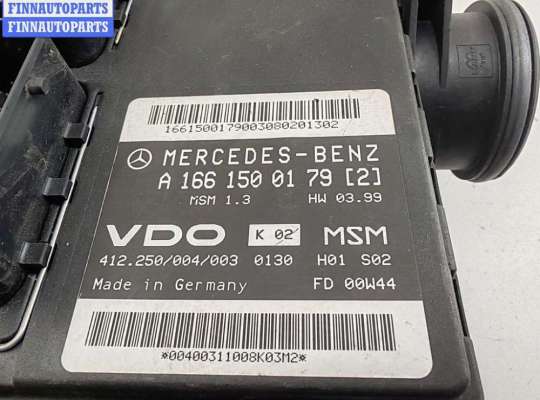 FINNAUTOPARTS
FINNAUTOPARTS
1661500179003080201302
MERCEDES-BENZ
A 166 150 01 79 [2]
MSM 1.3 HW 03.99
VDO K 02 MSM
412.250/004/003 0130 H01 S02
Made in Germany FD 00W44
*00400311008K03M2*